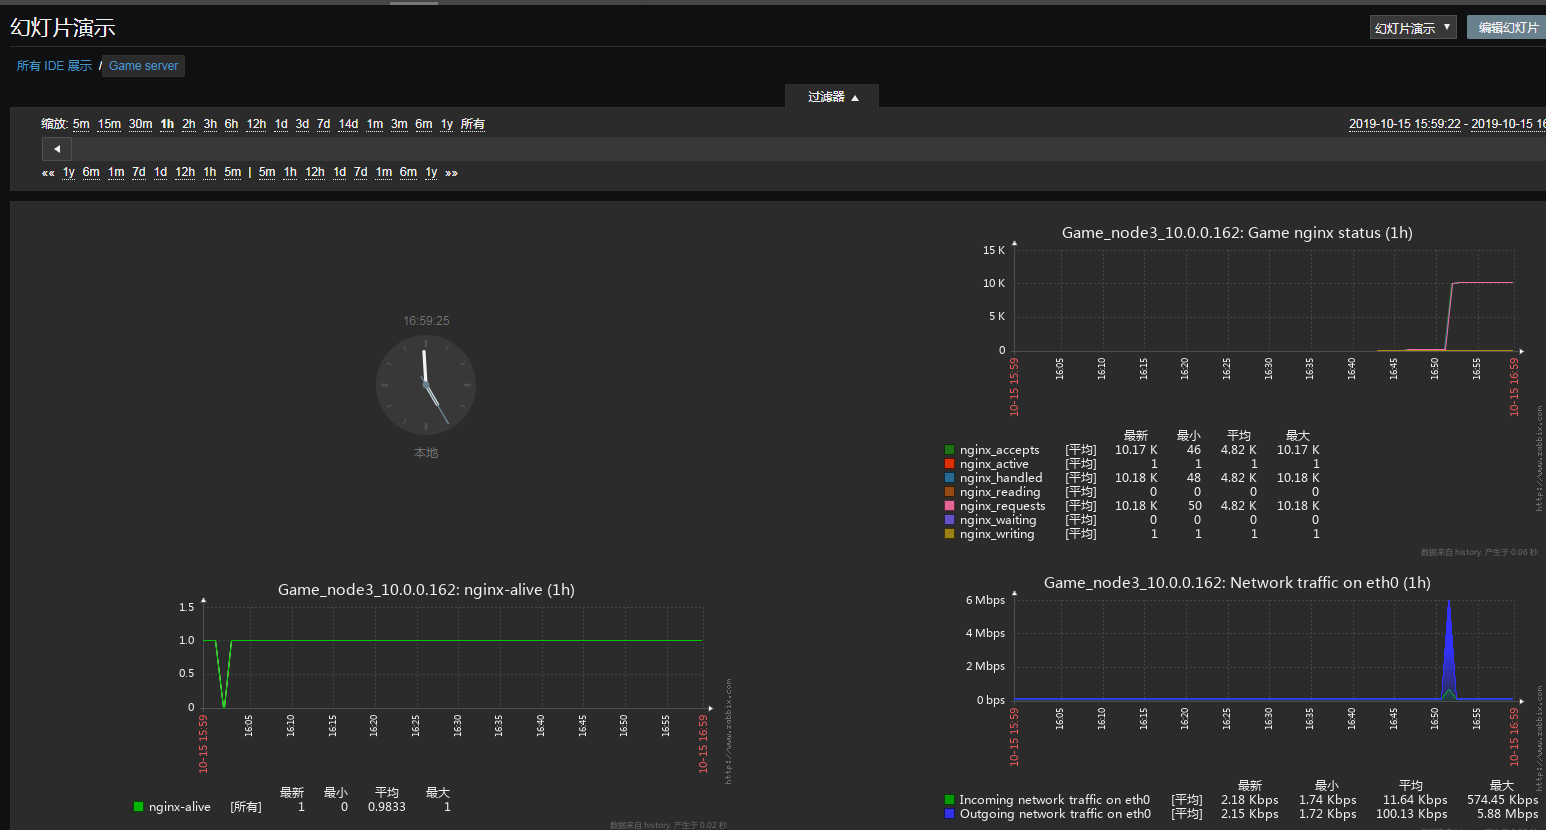 幻灯片演示
幻灯片演示 ▼
编辑幻灯片
所有 IDE 展示 / Game server
过滤器 ▲
缩放: 5m 15m 30m 1h 2h 3h 6h 12h 1d 3d 7d 14d 1m 3m 6m 1y 所有
2019-10-15 15:59:22 - 2019-10-15 16
«« 1y 6m 1m 7d 1d 12h 1h 5m | 5m 1h 12h 1d 7d 1m 6m 1y »»
16:59:25
本地
Game_node3_10.0.0.162: Game nginx status (1h)
15 K
10 K
5 K
0
10-15 15:59 16:05 16:10 16:15 16:20 16:25 16:30 16:35 16:40 16:45 16:50 16:55 10-15 16:59
最新 最小 平均 最大
nginx_accepts [平均] 10.17 K 46 4.82 K 10.17 K
nginx_active [平均] 1 1 1 1
nginx_handled [平均] 10.18 K 48 4.82 K 10.18 K
nginx_reading [平均] 0 0 0 0
nginx_requests [平均] 10.18 K 50 4.82 K 10.18 K
nginx_waiting [平均] 0 0 0 0
nginx_writing [平均] 1 1 1 1
http://www.zabbix.com
数据来自 history. 产生于 0.06 秒.
Game_node3_10.0.0.162: nginx-alive (1h)
1.5
1.0
0.5
0
10-15 15:59 16:05 16:10 16:15 16:20 16:25 16:30 16:35 16:40 16:45 16:50 16:55 10-15 16:59
最新 最小 平均 最大
nginx-alive [所有] 1 0 0.9833 1
http://www.zabbix.com
数据来自 history. 产生于 0.02 秒.
Game_node3_10.0.0.162: Network traffic on eth0 (1h)
6 Mbps
4 Mbps
2 Mbps
0 bps
10-15 15:59 16:05 16:10 16:15 16:20 16:25 16:30 16:35 16:40 16:45 16:50 16:55 10-15 16:59
最新 最小 平均 最大
Incoming network traffic on eth0 [平均] 2.18 Kbps 1.74 Kbps 11.64 Kbps 574.45 Kbps
Outgoing network traffic on eth0 [平均] 2.15 Kbps 1.72 Kbps 100.13 Kbps 5.88 Mbps
http://www.zabbix.com